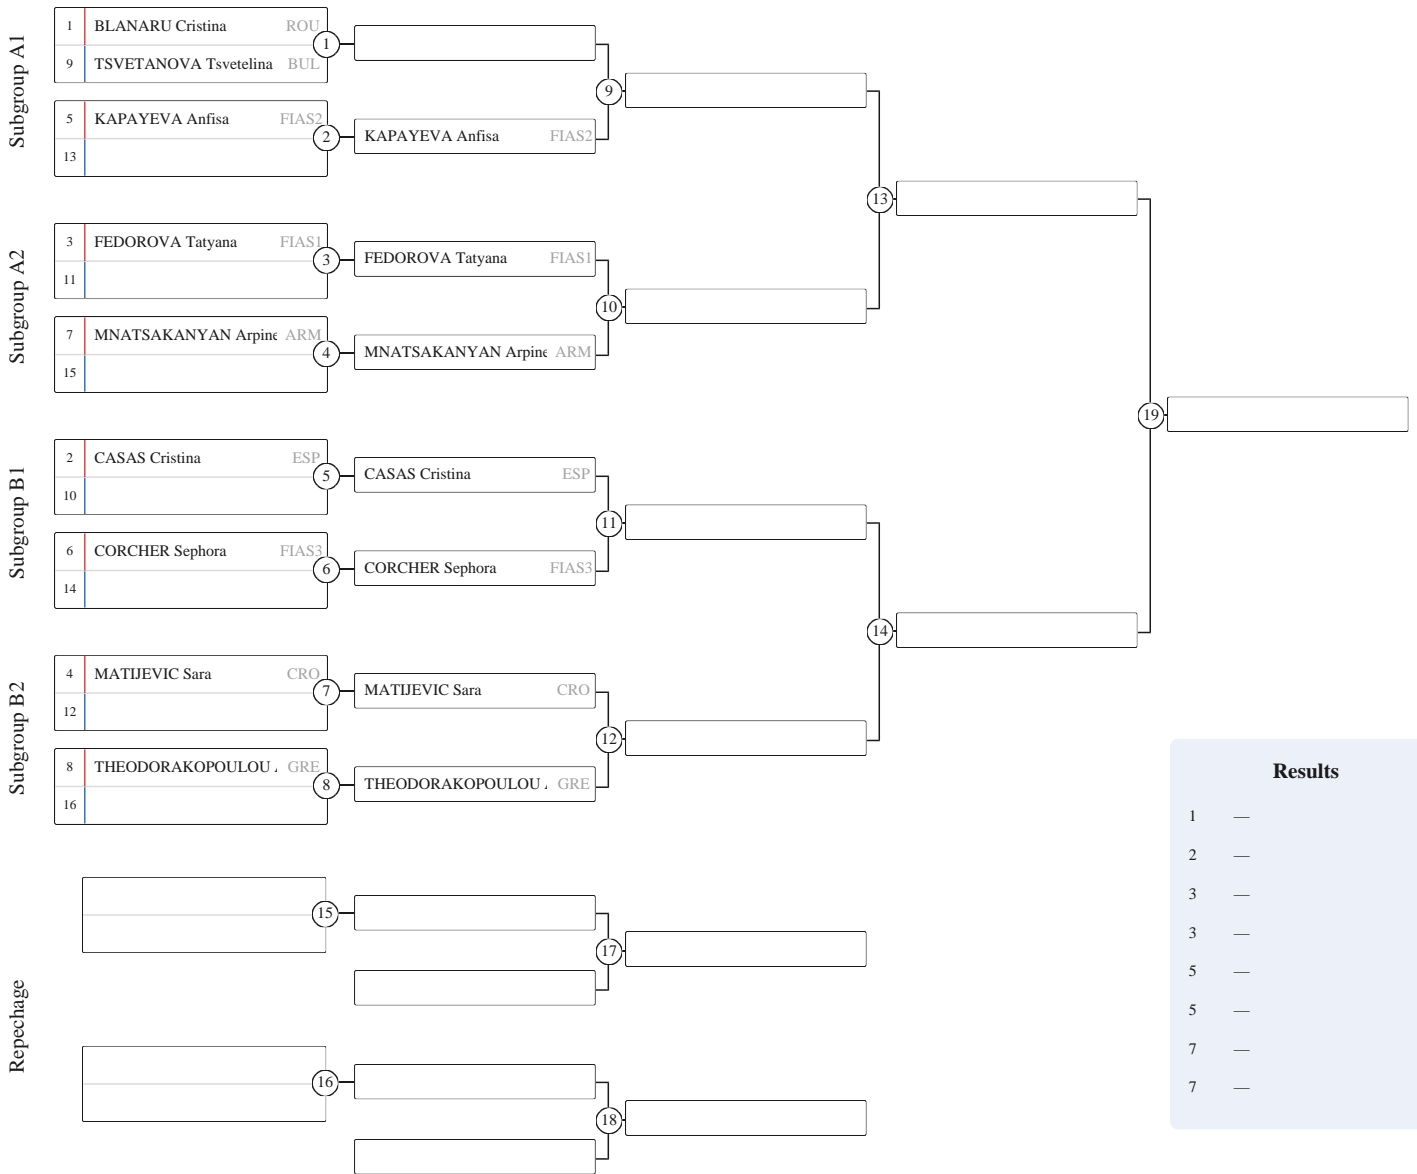 Subgroup A1
1 BLANARU Cristina ROU
9 TSVETANOVA Tsvetelina BUL
1
5 KAPAYEVA Anfisa FIAS2
13
2
KAPAYEVA Anfisa FIAS2
9
Subgroup A2
3 FEDOROVA Tatyana FIAS1
11
3
FEDOROVA Tatyana FIAS1
7 MNATSAKANYAN Arpine ARM
15
4
MNATSAKANYAN Arpine ARM
10
13
Subgroup B1
2 CASAS Cristina ESP
10
5
CASAS Cristina ESP
6 CORCHER Sephora FIAS3
14
6
CORCHER Sephora FIAS3
11
Subgroup B2
4 MATIJEVIC Sara CRO
12
7
MATIJEVIC Sara CRO
8 THEODORAKOPOULOU GRE
16
8
THEODORAKOPOULOU GRE
12
14
19
Repechage
15
17
16
18
Results
1 —
2 —
3 —
3 —
5 —
5 —
7 —
7 —